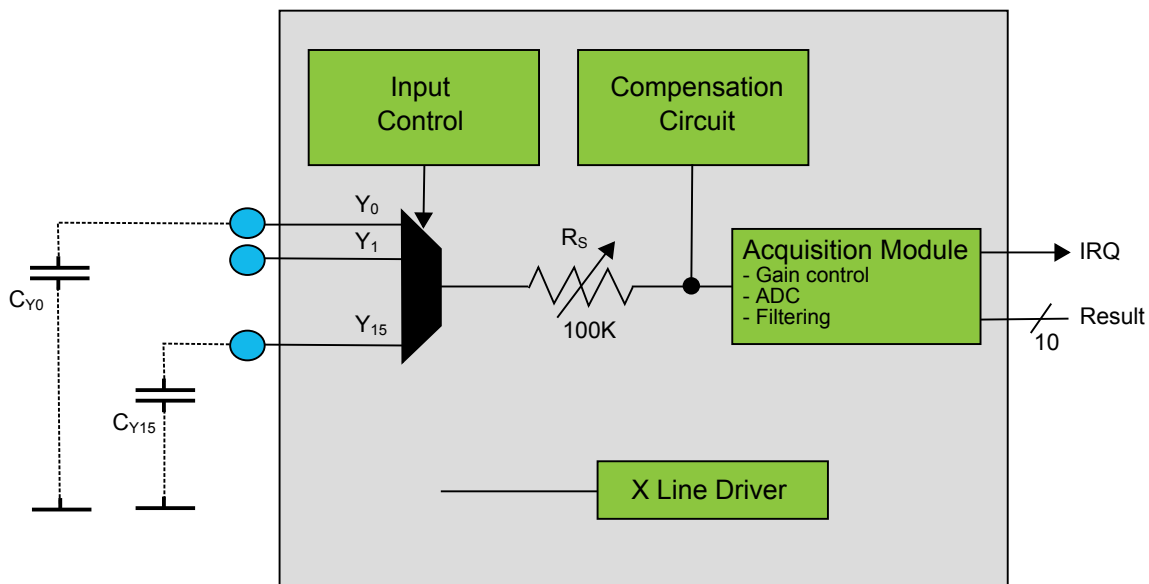 Input
Control
Compensation
Circuit
Y0
Y1
Y15
CY0
CY15
RS
100K
Acquisition Module
- Gain control
- ADC
- Filtering
IRQ
Result
10
X Line Driver